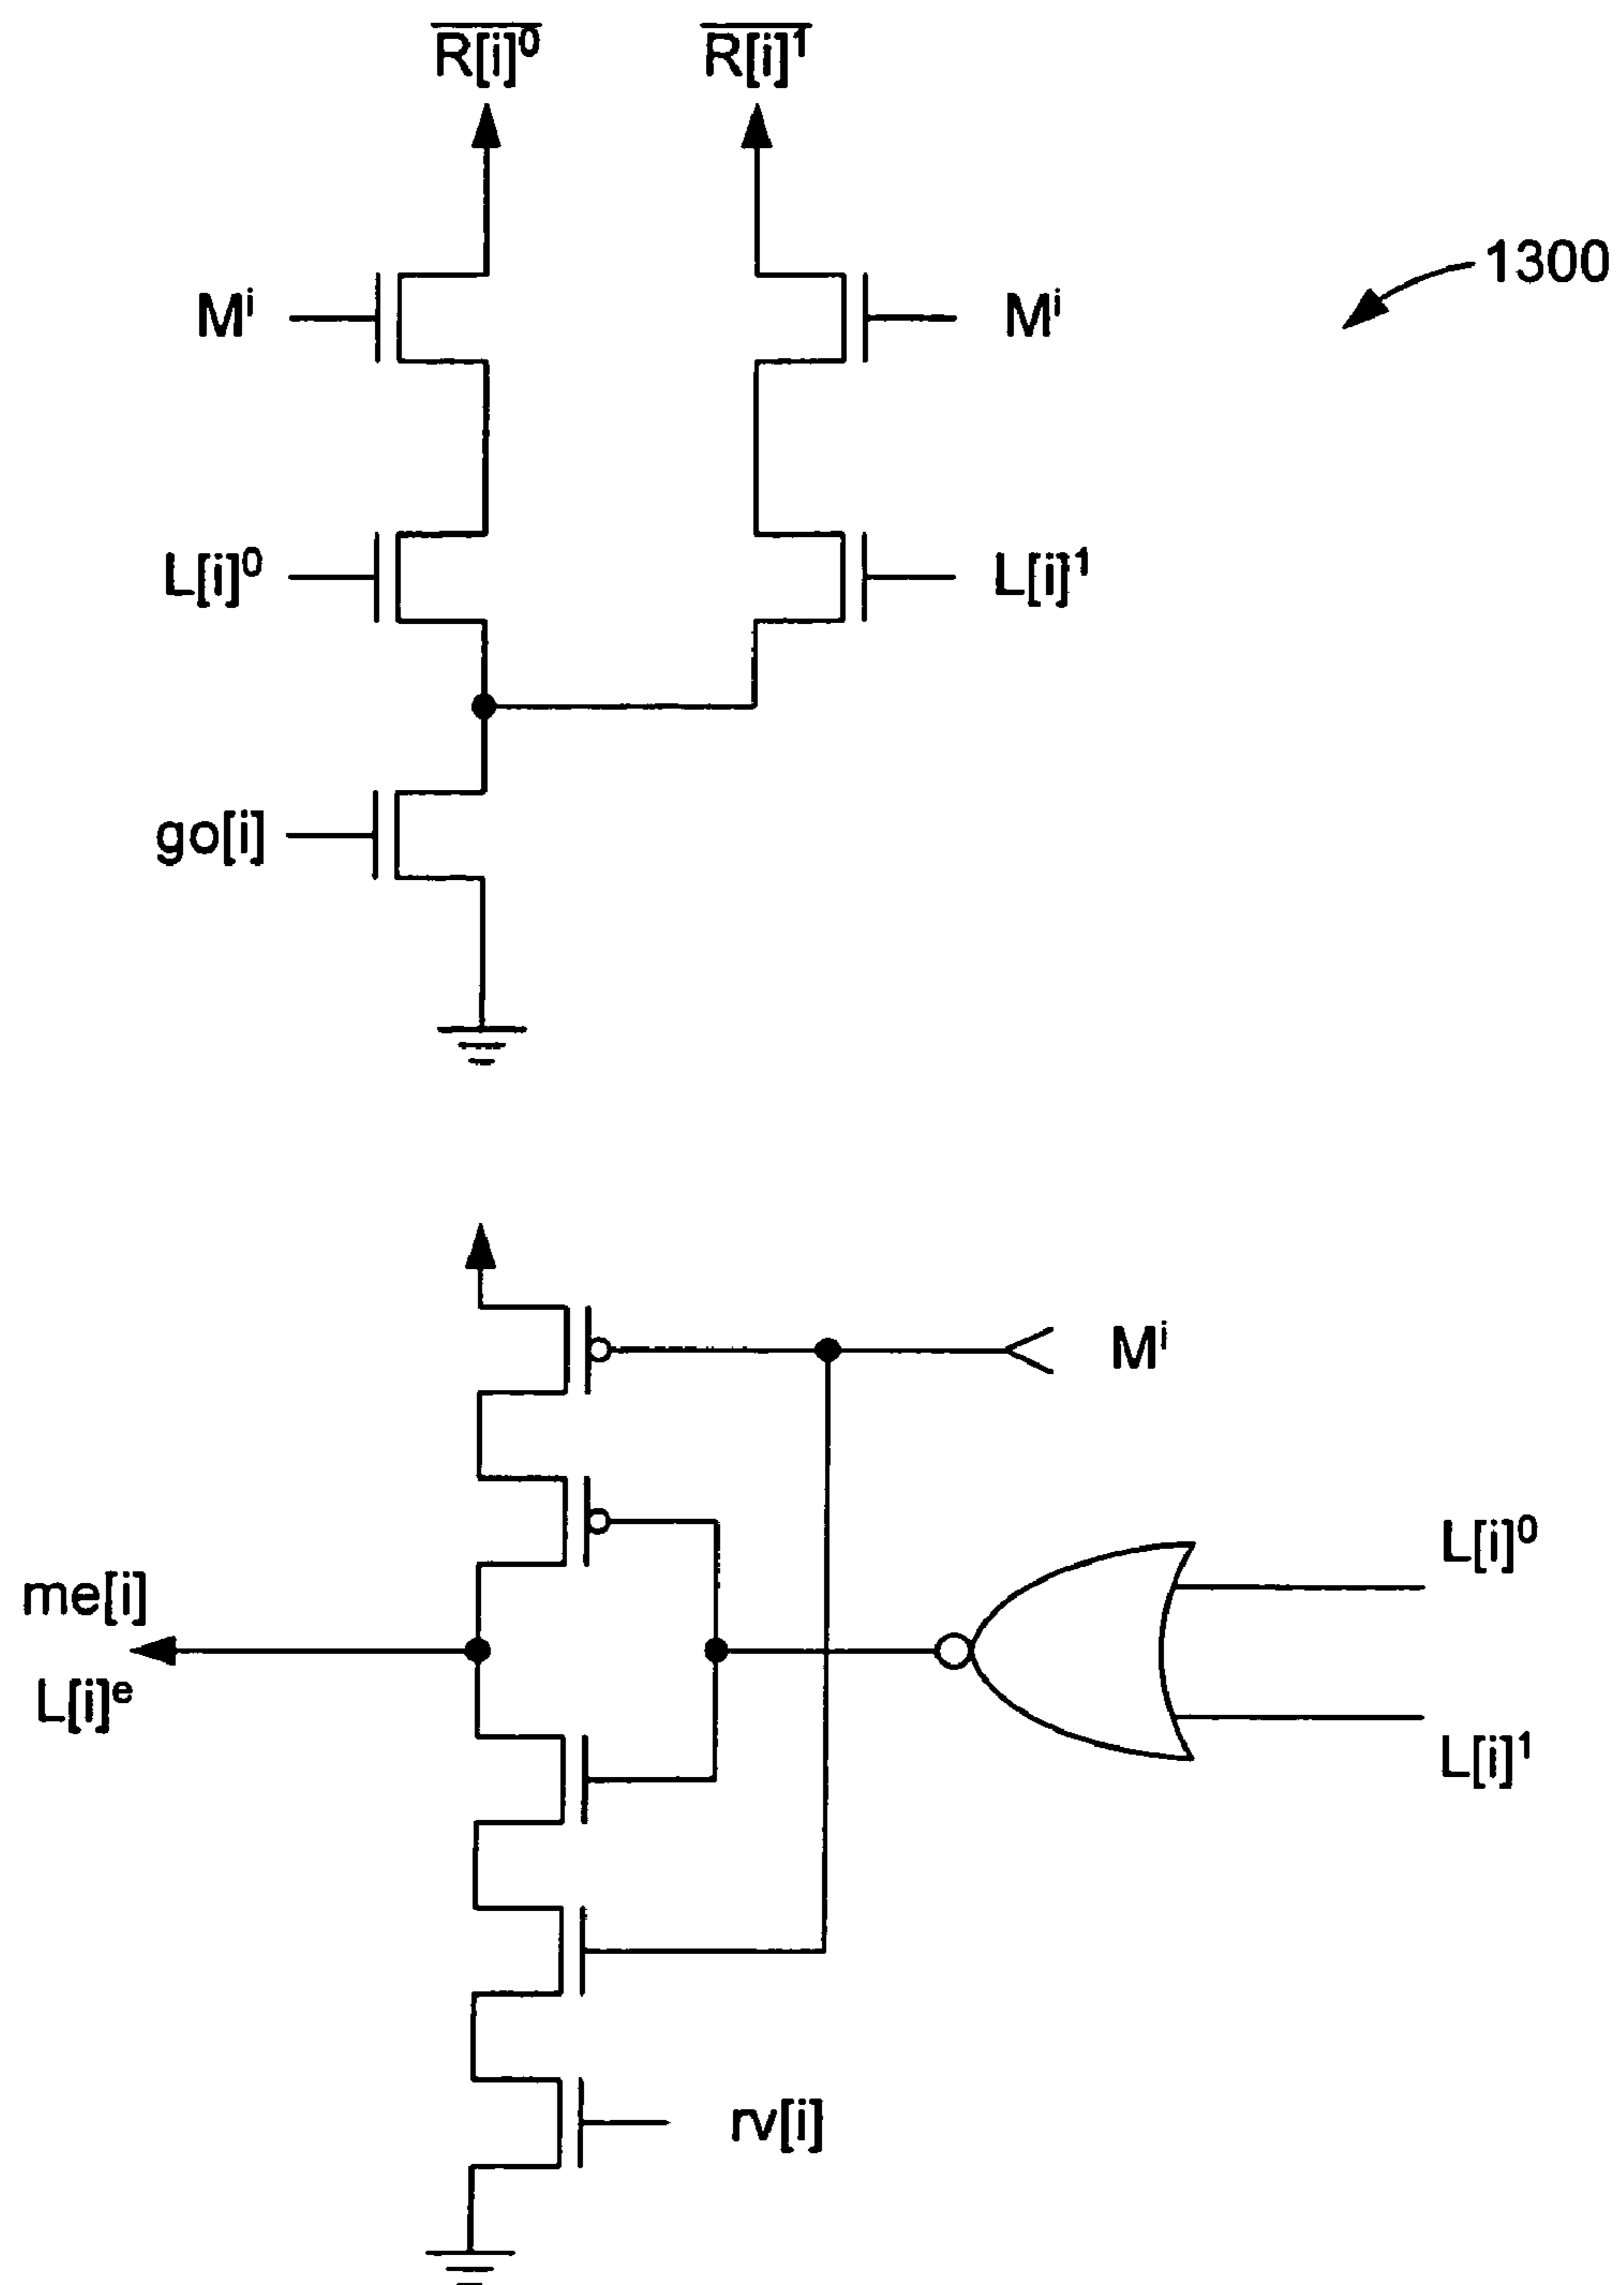 R[i]⁰ R[i]¹
1300
Mⁱ Mⁱ
L[i]⁰ L[i]¹
go[i]
Mⁱ
L[i]⁰
me[i]
L[i]ᵉ
L[i]¹
rv[i]